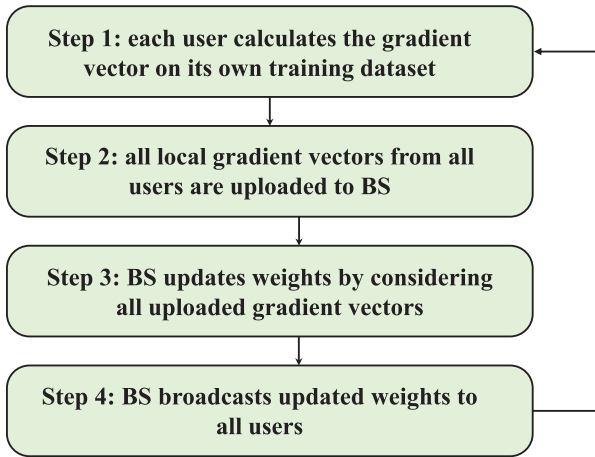 Step 1: each user calculates the gradient
vector on its own training dataset
Step 2: all local gradient vectors from all
users are uploaded to BS
Step 3: BS updates weights by considering
all uploaded gradient vectors
Step 4: BS broadcasts updated weights to
all users